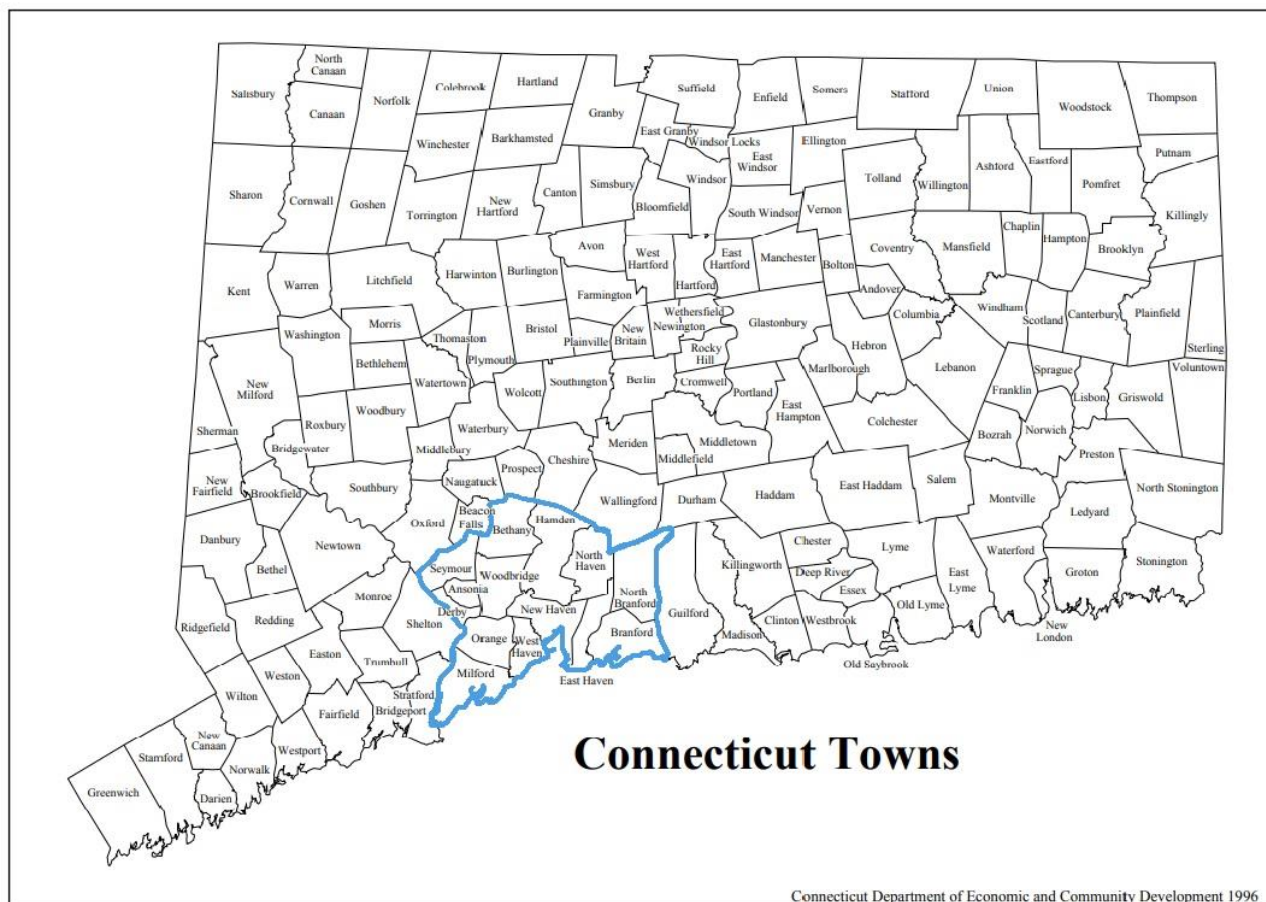 North
Canaan
Salisbury
Canaan
Norfolk
Colebrook
Hartland
Granby
Suffield
Enfield
Somers
Stafford
Union
Woodstock
Thompson
Winchester
Barkhamsted
East Granby
Windsor Locks
East
Windsor
Ellington
Putnam
Sharon
Cornwall
Goshen
Torrington
New
Hartford
Canton
Simsbury
Bloomfield
Windsor
South Windsor
Vernon
Tolland
Willington
Ashford
Eastford
Pomfret
Killingly
Kent
Warren
Litchfield
Harwinton
Burlington
Avon
West
Hartford
Hartford
East
Hartford
Manchester
Bolton
Coventry
Mansfield
Chaplin
Hampton
Brooklyn
Washington
Morris
Bethlehem
Thomaston
Plymouth
Bristol
Farmington
Plainville
New
Britain
Newington
Wethersfield
Rocky
Hill
Glastonbury
Andover
Columbia
Hebron
Marlborough
Windham
Scotland
Canterbury
Plainfield
Sterling
New
Milford
Sherman
Roxbury
Bridgewater
Woodbury
Watertown
Wolcott
Southington
Berlin
Cromwell
Portland
East
Hampton
Colchester
Lebanon
Franklin
Sprague
Lisbon
Griswold
Voluntown
Bozrah
Norwich
Preston
Middlebury
Waterbury
Cheshire
Meriden
Middletown
Middlefield
New
Fairfield
Brookfield
Southbury
Naugatuck
Prospect
Wallingford
Durham
Haddam
East Haddam
Salem
Montville
Ledyard
North Stonington
Danbury
Bethel
Newtown
Oxford
Beacon
Falls
Bethany
Hamden
North
Haven
Killingworth
Chester
Deep River
Essex
Lyme
East
Lyme
Waterford
Groton
Stonington
Seymour
Ansonia
Woodbridge
Derby
Ridgefield
Redding
Monroe
Shelton
Orange
New Haven
West
Haven
North
Branford
Branford
Guilford
Madison
Clinton
Westbrook
Old Lyme
New
London
Old Saybrook
East Haven
Easton
Trumbull
Milford
Wilton
Weston
Fairfield
Stratford
Bridgeport
New
Canaan
Westport
Norwalk
Stamford
Darien
Greenwich
Connecticut Towns
Connecticut Department of Economic and Community Development 1996